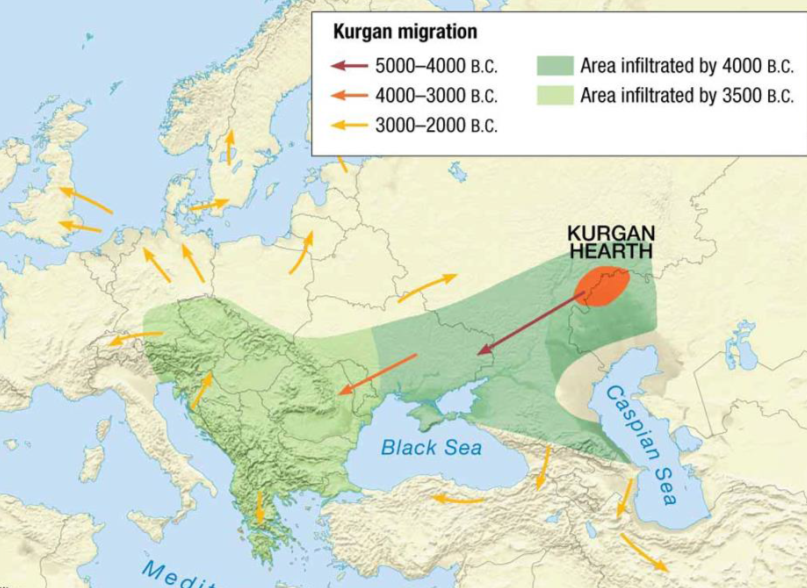 Kurgan migration
5000–4000 B.C.
4000–3000 B.C.
3000–2000 B.C.
Area infiltrated by 4000 B.C.
Area infiltrated by 3500 B.C.
KURGAN
HEARTH
Black Sea
Caspian Sea